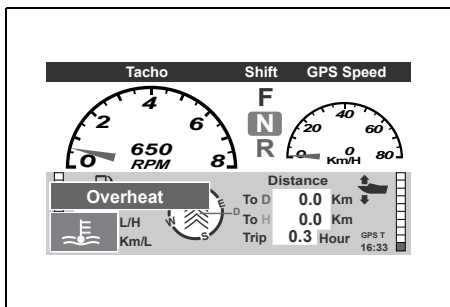 Tacho Shift GPS Speed
2 4 6 8 0
650
RPM
F
N
R
0 20 40 60 80
0
Km/H
Overheat
L/H
Km/L
N E S W
D
Distance
To D 0.0 Km
To H 0.0 Km
Trip 0.3 Hour
GPS T
16:33